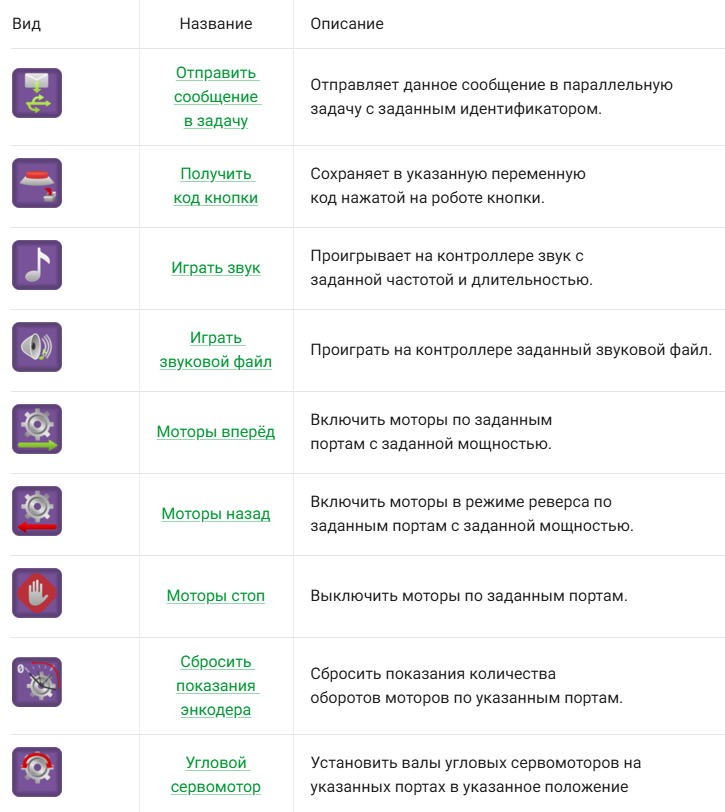 Вид Название Описание
Отправить
сообщение
в задачу
Отправляет данное сообщение в параллельную
задачу с заданным идентификатором.
Получить
код кнопки
Сохраняет в указанную переменную
код нажатой на роботе кнопки.
Играть звук
Проигрывает на контроллере звук с
заданной частотой и длительностью.
Играть
звуковой файл
Проиграть на контроллере заданный звуковой файл.
Моторы вперёд
Включить моторы по заданным
портам с заданной мощностью.
Моторы назад
Включить моторы в режиме реверса по
заданным портам с заданной мощностью.
Моторы стоп
Выключить моторы по заданным портам.
0
Сбросить
показания
энкодера
Сбросить показания количества
оборотов моторов по указанным портам.
Угловой
сервомотор
Установить валы угловых сервомоторов на
указанных портах в указанное положение